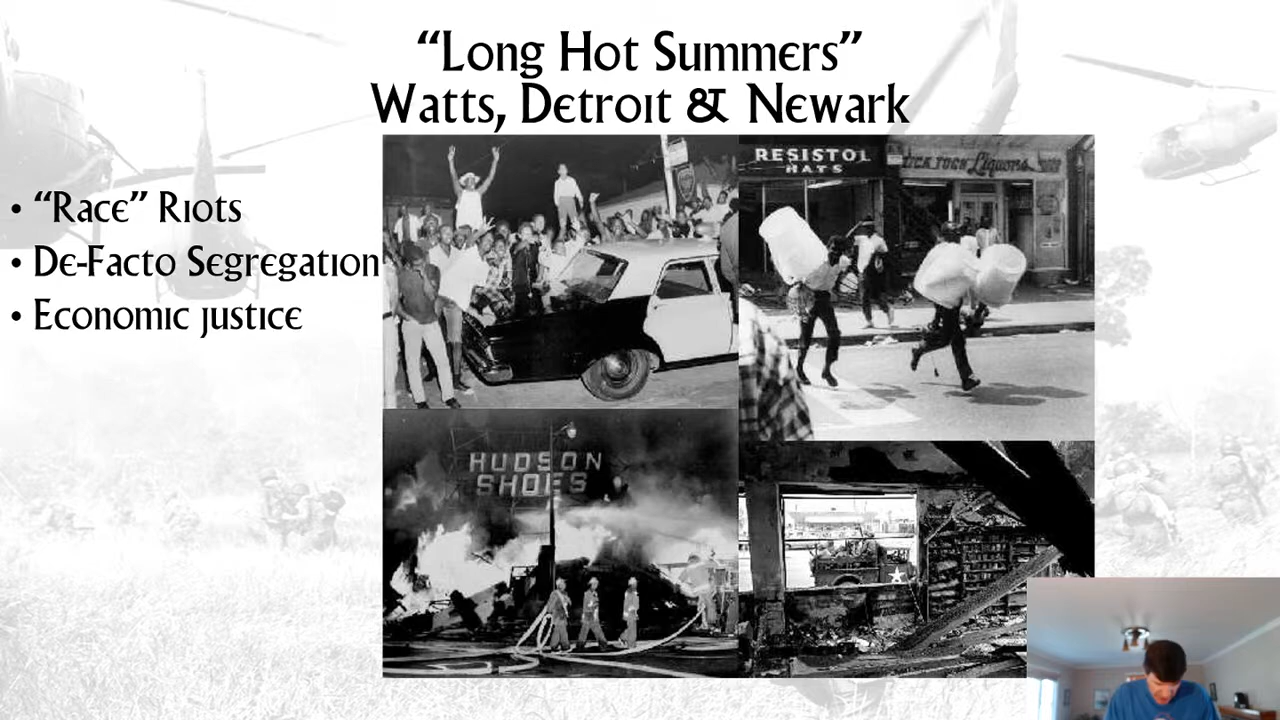 “Long Hot Summers”
Watts, Detroit & Newark
• “Race” Riots
• De-Facto Segregation
• Economic justice
RESISTOL
HATS
Liquors
HUDSON
SHOES